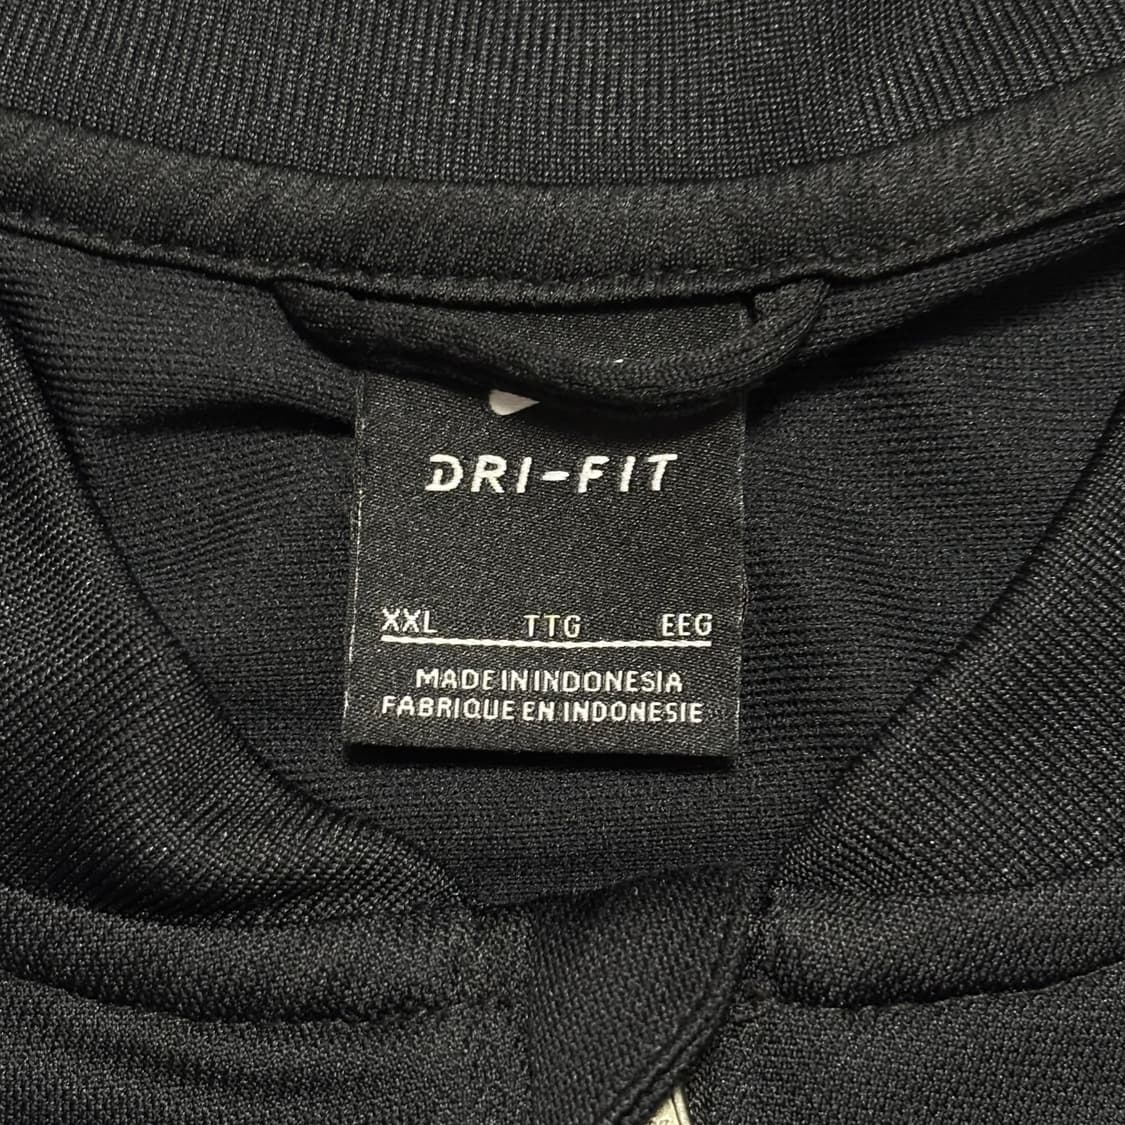 DRI-FIT
XXL TTG EEG
MADE IN INDONESIA
FABRIQUE EN INDONESIE